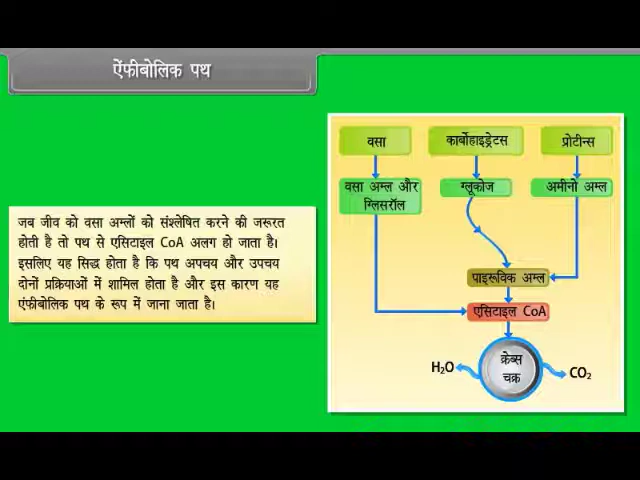 ऐंफीबोलिक पथ
जब जीव को वसा अम्लों को संश्लेषित करने की जरूरत
होती है तो पथ से एसिटाइल CoA अलग हो जाता है।
इसलिए यह सिद्ध होता है कि पथ अपचय और उपचय
दोनों प्रक्रियाओं में शामिल होता है और इस कारण यह
एंफीबोलिक पथ के रूप में जाना जाता है।
वसा
कार्बोहाइड्रेटस
प्रोटीन्स
वसा अम्ल और
ग्लिसरॉल
ग्लूकोज
अमीनो अम्ल
पाइरूविक अम्ल
एसिटाइल CoA
क्रेब्स
चक्र
H₂O
CO₂